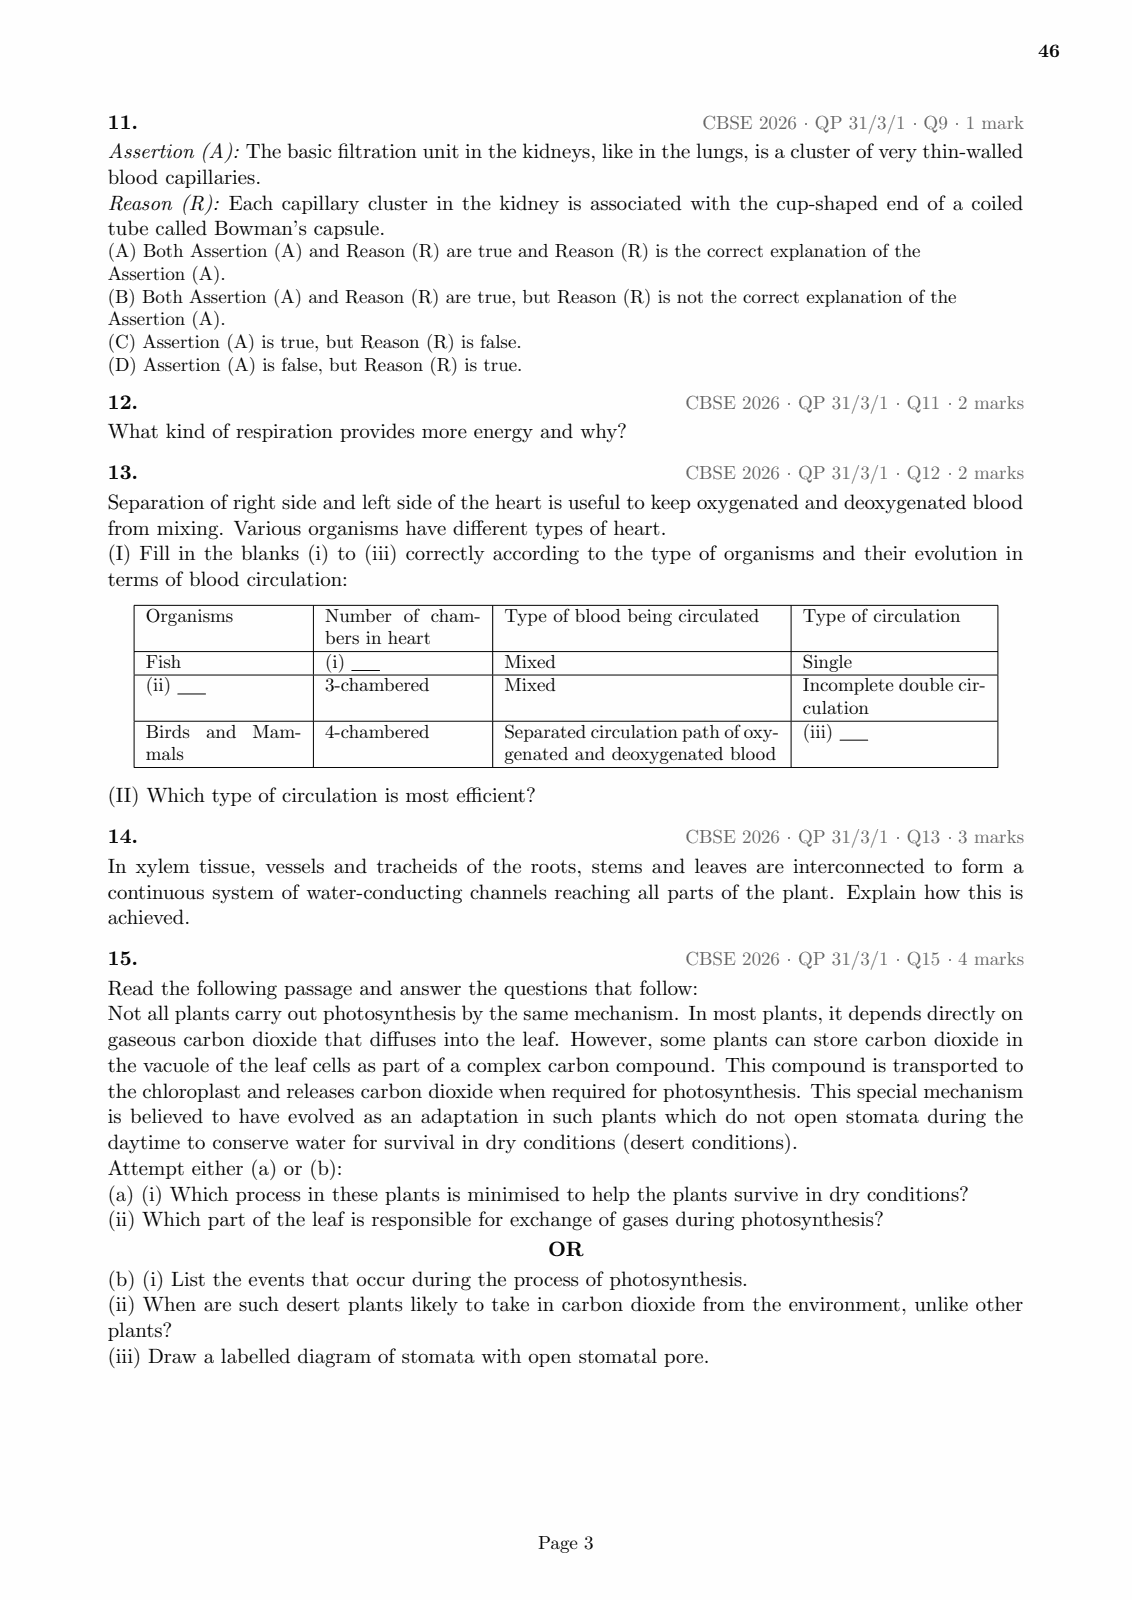 46
11. CBSE 2026 · QP 31/3/1 · Q9 · 1 mark
Assertion (A): The basic filtration unit in the kidneys, like in the lungs, is a cluster of very thin-walled
blood capillaries.
Reason (R): Each capillary cluster in the kidney is associated with the cup-shaped end of a coiled
tube called Bowman's capsule.
(A) Both Assertion (A) and Reason (R) are true and Reason (R) is the correct explanation of the
Assertion (A).
(B) Both Assertion (A) and Reason (R) are true, but Reason (R) is not the correct explanation of the
Assertion (A).
(C) Assertion (A) is true, but Reason (R) is false.
(D) Assertion (A) is false, but Reason (R) is true.
12. CBSE 2026 · QP 31/3/1 · Q11 · 2 marks
What kind of respiration provides more energy and why?
13. CBSE 2026 · QP 31/3/1 · Q12 · 2 marks
Separation of right side and left side of the heart is useful to keep oxygenated and deoxygenated blood
from mixing. Various organisms have different types of heart.
(I) Fill in the blanks (i) to (iii) correctly according to the type of organisms and their evolution in
terms of blood circulation:
Organisms Number of cham- Type of blood being circulated Type of circulation
bers in heart
Fish (i) ___ Mixed Single
(ii) ___ 3-chambered Mixed Incomplete double cir-
culation
Birds and Mam- 4-chambered Separated circulation path of oxy- (iii) ___
mals genated and deoxygenated blood
(II) Which type of circulation is most efficient?
14. CBSE 2026 · QP 31/3/1 · Q13 · 3 marks
In xylem tissue, vessels and tracheids of the roots, stems and leaves are interconnected to form a
continuous system of water-conducting channels reaching all parts of the plant. Explain how this is
achieved.
15. CBSE 2026 · QP 31/3/1 · Q15 · 4 marks
Read the following passage and answer the questions that follow:
Not all plants carry out photosynthesis by the same mechanism. In most plants, it depends directly on
gaseous carbon dioxide that diffuses into the leaf. However, some plants can store carbon dioxide in
the vacuole of the leaf cells as part of a complex carbon compound. This compound is transported to
the chloroplast and releases carbon dioxide when required for photosynthesis. This special mechanism
is believed to have evolved as an adaptation in such plants which do not open stomata during the
daytime to conserve water for survival in dry conditions (desert conditions).
Attempt either (a) or (b):
(a) (i) Which process in these plants is minimised to help the plants survive in dry conditions?
(ii) Which part of the leaf is responsible for exchange of gases during photosynthesis?
OR
(b) (i) List the events that occur during the process of photosynthesis.
(ii) When are such desert plants likely to take in carbon dioxide from the environment, unlike other
plants?
(iii) Draw a labelled diagram of stomata with open stomatal pore.
Page 3